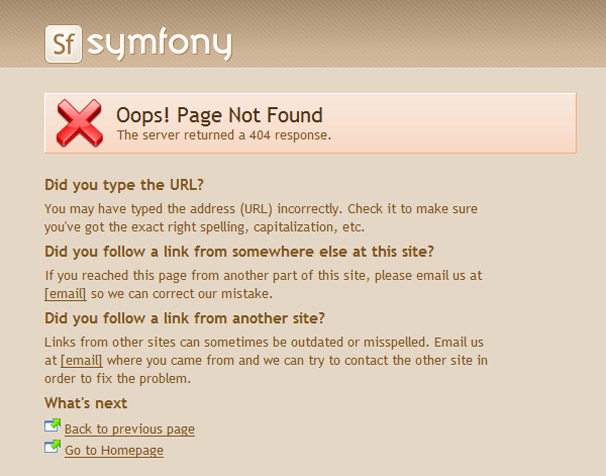 Sf symfony
Oops! Page Not Found
The server returned a 404 response.
Did you type the URL?
You may have typed the address (URL) incorrectly. Check it to make sure
you've got the exact right spelling, capitalization, etc.
Did you follow a link from somewhere else at this site?
If you reached this page from another part of this site, please email us at
[email] so we can correct our mistake.
Did you follow a link from another site?
Links from other sites can sometimes be outdated or misspelled. Email us
at [email] where you came from and we can try to contact the other site in
order to fix the problem.
What's next
Back to previous page
Go to Homepage